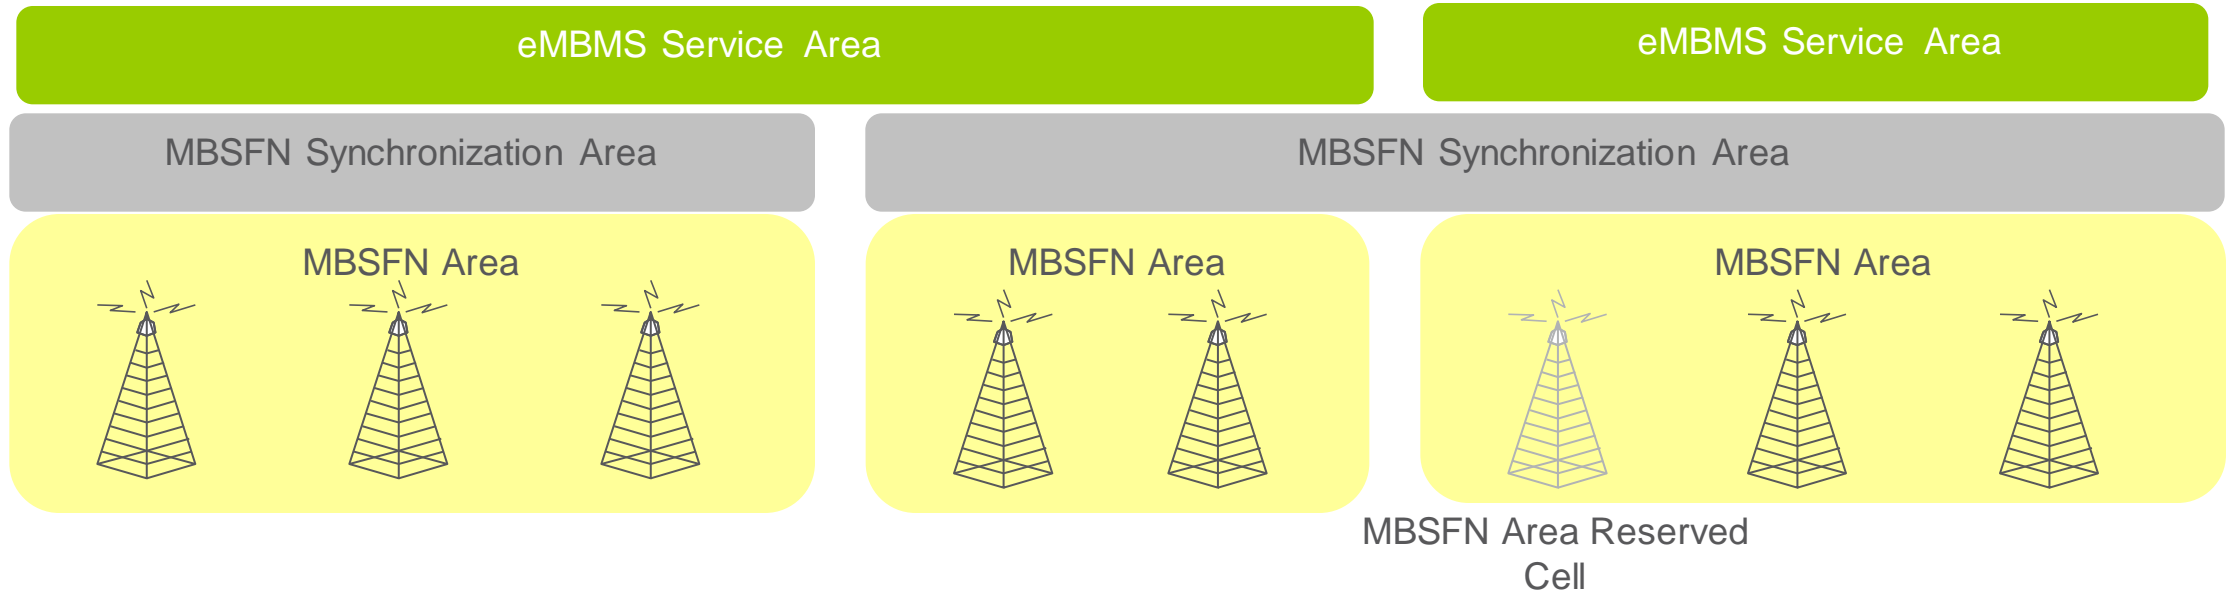 eMBMS Service Area
eMBMS Service Area
MBSFN Synchronization Area
MBSFN Synchronization Area
MBSFN Area
MBSFN Area
MBSFN Area
MBSFN Area Reserved
Cell